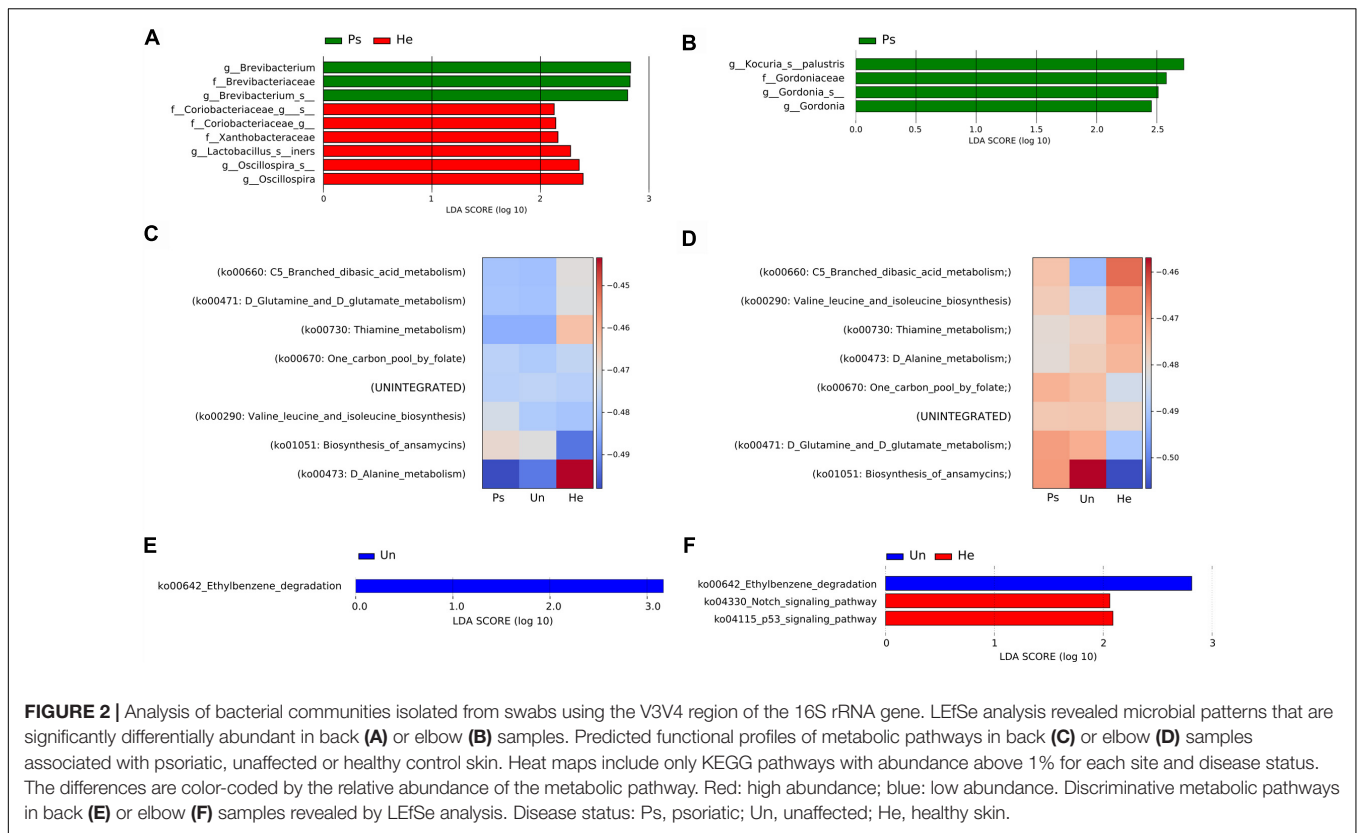 A
Ps He
g__Brevibacterium
f__Brevibacteriaceae
g__Brevibacterium_s__
f__Coriobacteriaceae_g___s__
f__Coriobacteriaceae_g__
f__Xanthobacteraceae
g__Lactobacillus_s__iners
g__Oscillospira_s__
g__Oscillospira
0 1 2 3
LDA SCORE (log 10)
B
Ps
g__Kocuria_s__palustris
f__Gordoniaceae
g__Gordonia_s__
g__Gordonia
0.0 0.5 1.0 1.5 2.0 2.5
LDA SCORE (log 10)
C
(ko00660: C5_Branched_dibasic_acid_metabolism)
(ko00471: D_Glutamine_and_D_glutamate_metabolism)
(ko00730: Thiamine_metabolism)
(ko00670: One_carbon_pool_by_folate)
(UNINTEGRATED)
(ko00290: Valine_leucine_and_isoleucine_biosynthesis)
(ko01051: Biosynthesis_of_ansamycins)
(ko00473: D_Alanine_metabolism)
Ps Un He
−0.45
−0.46
−0.47
−0.48
−0.49
D
(ko00660: C5_Branched_dibasic_acid_metabolism;)
(ko00290: Valine_leucine_and_isoleucine_biosynthesis)
(ko00730: Thiamine_metabolism;)
(ko00473: D_Alanine_metabolism;)
(ko00670: One_carbon_pool_by_folate;)
(UNINTEGRATED)
(ko00471: D_Glutamine_and_D_glutamate_metabolism;)
(ko01051: Biosynthesis_of_ansamycins;)
Ps Un He
−0.46
−0.47
−0.48
−0.49
−0.50
E
Un
ko00642_Ethylbenzene_degradation
0.0 1.0 2.0 3.0
LDA SCORE (log 10)
F
Un He
ko00642_Ethylbenzene_degradation
ko04330_Notch_signaling_pathway
ko04115_p53_signaling_pathway
0 1 2 3
LDA SCORE (log 10)
FIGURE 2 | Analysis of bacterial communities isolated from swabs using the V3V4 region of the 16S rRNA gene. LEfSe analysis revealed microbial patterns that are
significantly differentially abundant in back (A) or elbow (B) samples. Predicted functional profiles of metabolic pathways in back (C) or elbow (D) samples
associated with psoriatic, unaffected or healthy control skin. Heat maps include only KEGG pathways with abundance above 1% for each site and disease status.
The differences are color-coded by the relative abundance of the metabolic pathway. Red: high abundance; blue: low abundance. Discriminative metabolic pathways
in back (E) or elbow (F) samples revealed by LEfSe analysis. Disease status: Ps, psoriatic; Un, unaffected; He, healthy skin.